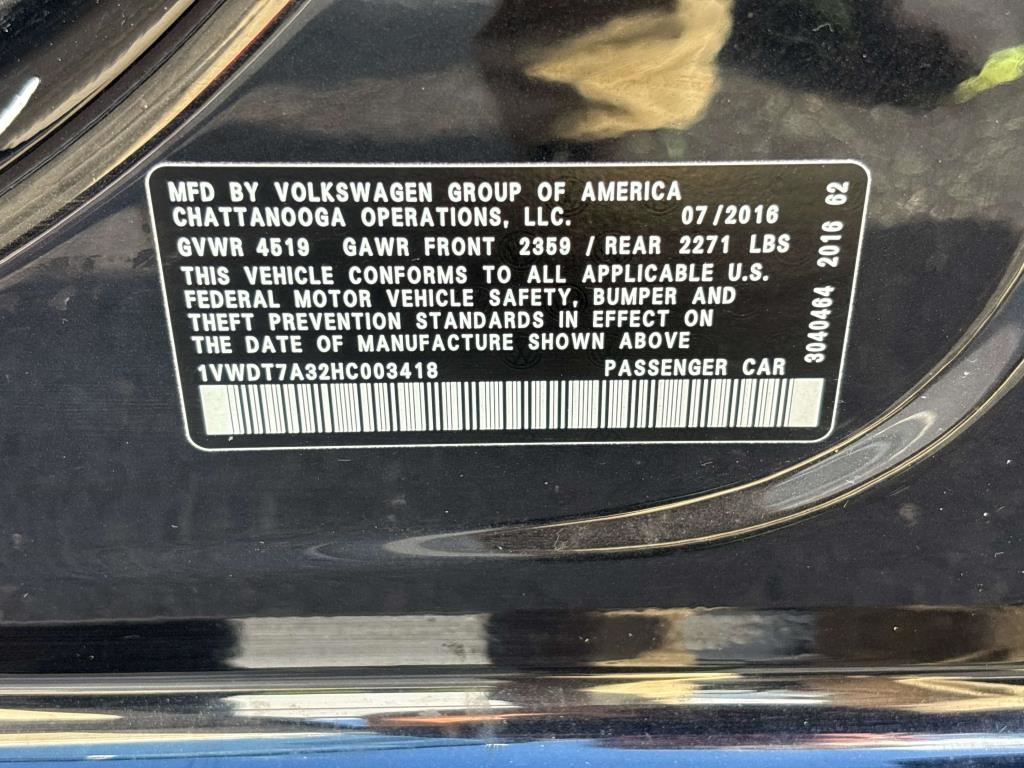 MFD BY VOLKSWAGEN GROUP OF AMERICA
CHATTANOOGA OPERATIONS, LLC. 07/2016
GVWR 4519 GAWR FRONT 2359 / REAR 2271 LBS
THIS VEHICLE CONFORMS TO ALL APPLICABLE U.S.
FEDERAL MOTOR VEHICLE SAFETY, BUMPER AND
THEFT PREVENTION STANDARDS IN EFFECT ON
THE DATE OF MANUFACTURE SHOWN ABOVE
1VWDT7A32HC003418 PASSENGER CAR
3040464 2016 62